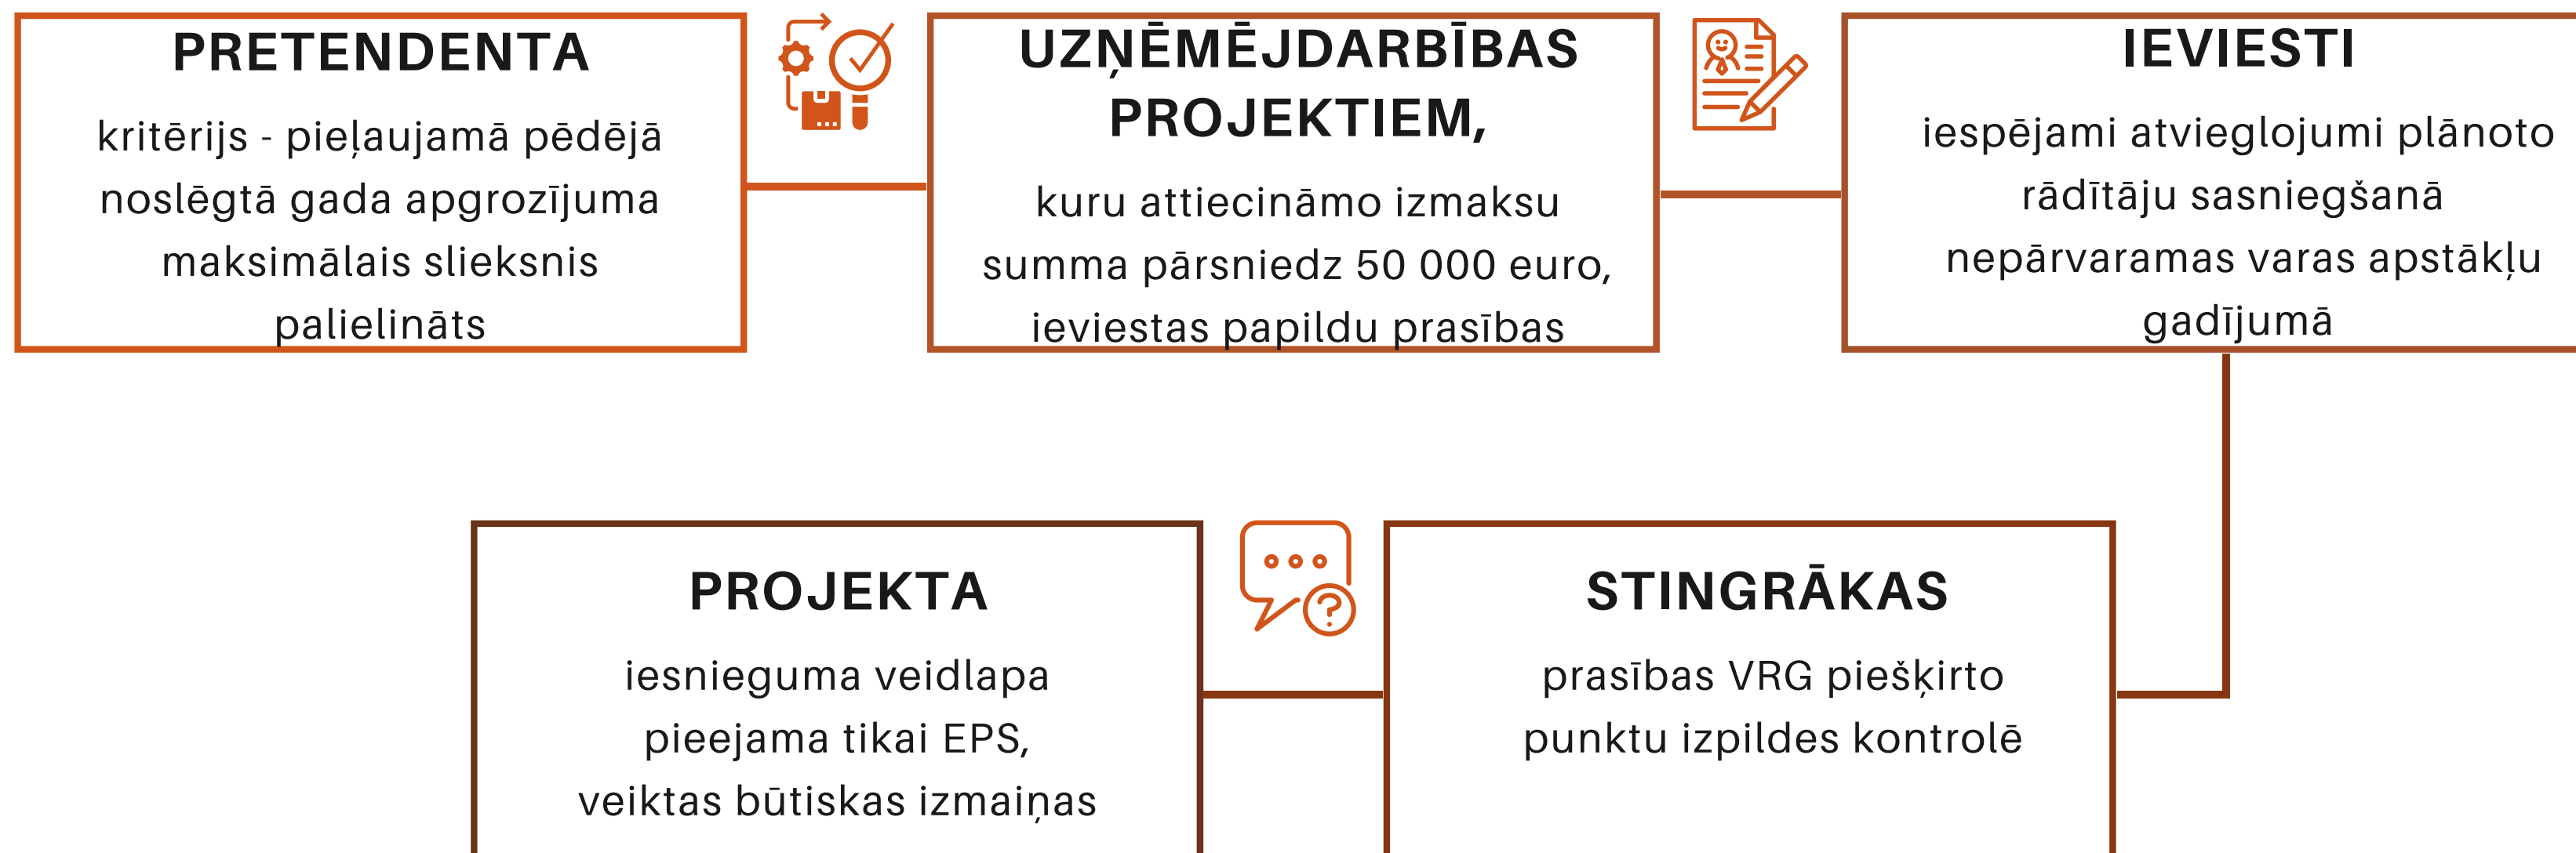 PRETENDENTA
kritērijs - pieļaujamā pēdējā
noslēgtā gada apgrozījuma
maksimālais slieksnis
palielināts
UZŅĒMĒJDARBĪBAS
PROJEKTIEM,
kuru attiecināmo izmaksu
summa pārsniedz 50 000 euro,
ieviestas papildu prasības
IEVIESTI
iespējami atvieglojumi plānoto
rādītāju sasniegšanā
nepārvaramas varas apstākļu
gadījumā
PROJEKTA
iesnieguma veidlapa
pieejama tikai EPS,
veiktas būtiskas izmaiņas
STINGRĀKAS
prasības VRG piešķirto
punktu izpildes kontrolē